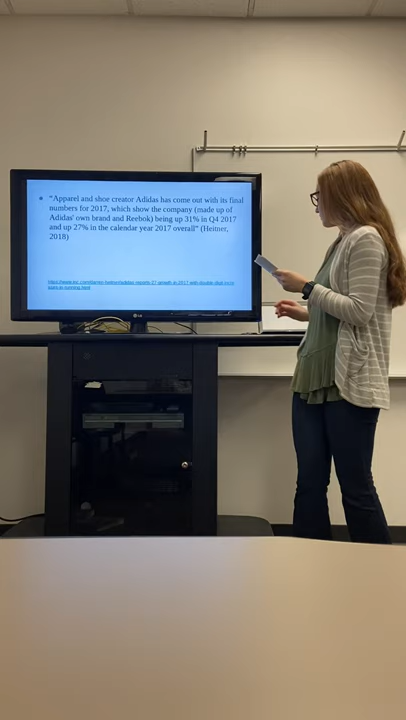 "Apparel and shoe creator Adidas has come out with its final
numbers for 2017, which show the company (made up of
Adidas' own brand and Reebok) being up 31% in Q4 2017
and up 27% in the calendar year 2017 overall" (Heitner,
2018)
LG